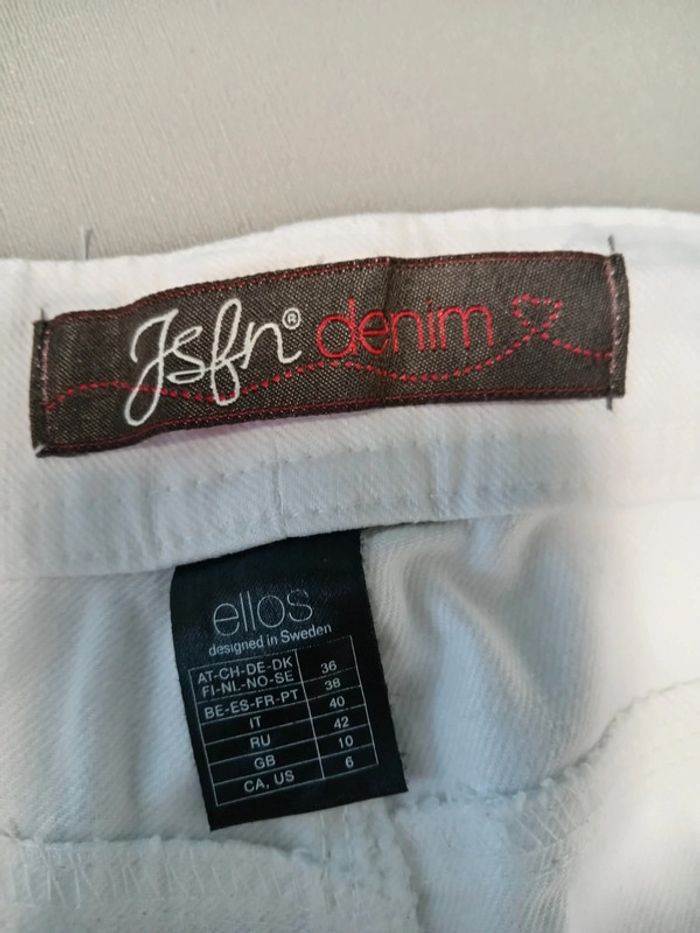 Jsfn® denim
ellos
designed in Sweden
AT-CH-DE-DK
FI-NL-NO-SE 36
BE-ES-FR-PT 38
IT 40
RU 42
GB 10
CA, US 6